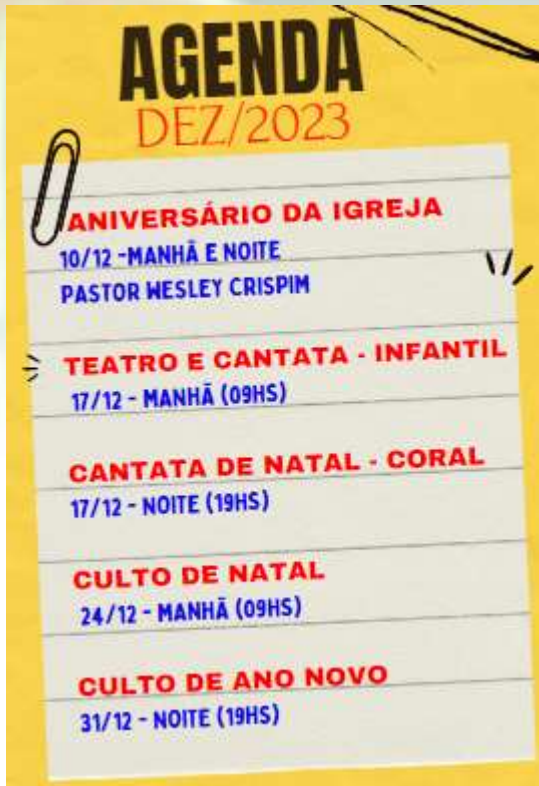 AGENDA
DEZ/2023
ANIVERSÁRIO DA IGREJA
10/12 -MANHÃ E NOITE
PASTOR WESLEY CRISPIM
TEATRO E CANTATA - INFANTIL
17/12 - MANHÃ (09HS)
CANTATA DE NATAL - CORAL
17/12 - NOITE (19HS)
CULTO DE NATAL
24/12 - MANHÃ (09HS)
CULTO DE ANO NOVO
31/12 - NOITE (19HS)